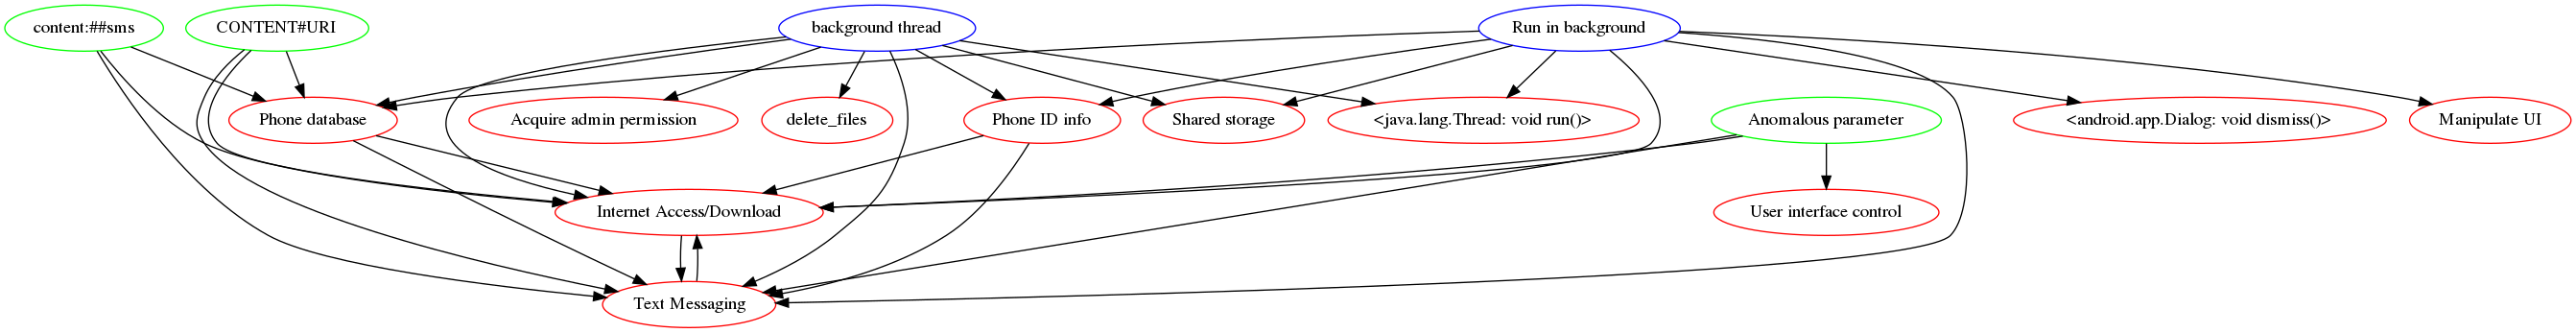 content:##sms
CONTENT#URI
background thread
Run in background
Phone database
Acquire admin permission
delete_files
Phone ID info
Shared storage
<java.lang.Thread: void run()>
Anomalous parameter
<android.app.Dialog: void dismiss()>
Manipulate UI
Internet Access/Download
User interface control
Text Messaging